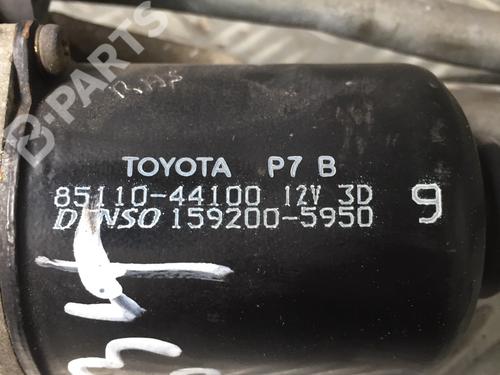 B-PARTS
TOYOTA P7 B
85110-44100 12V 3D
DENSO 159200-5950 9